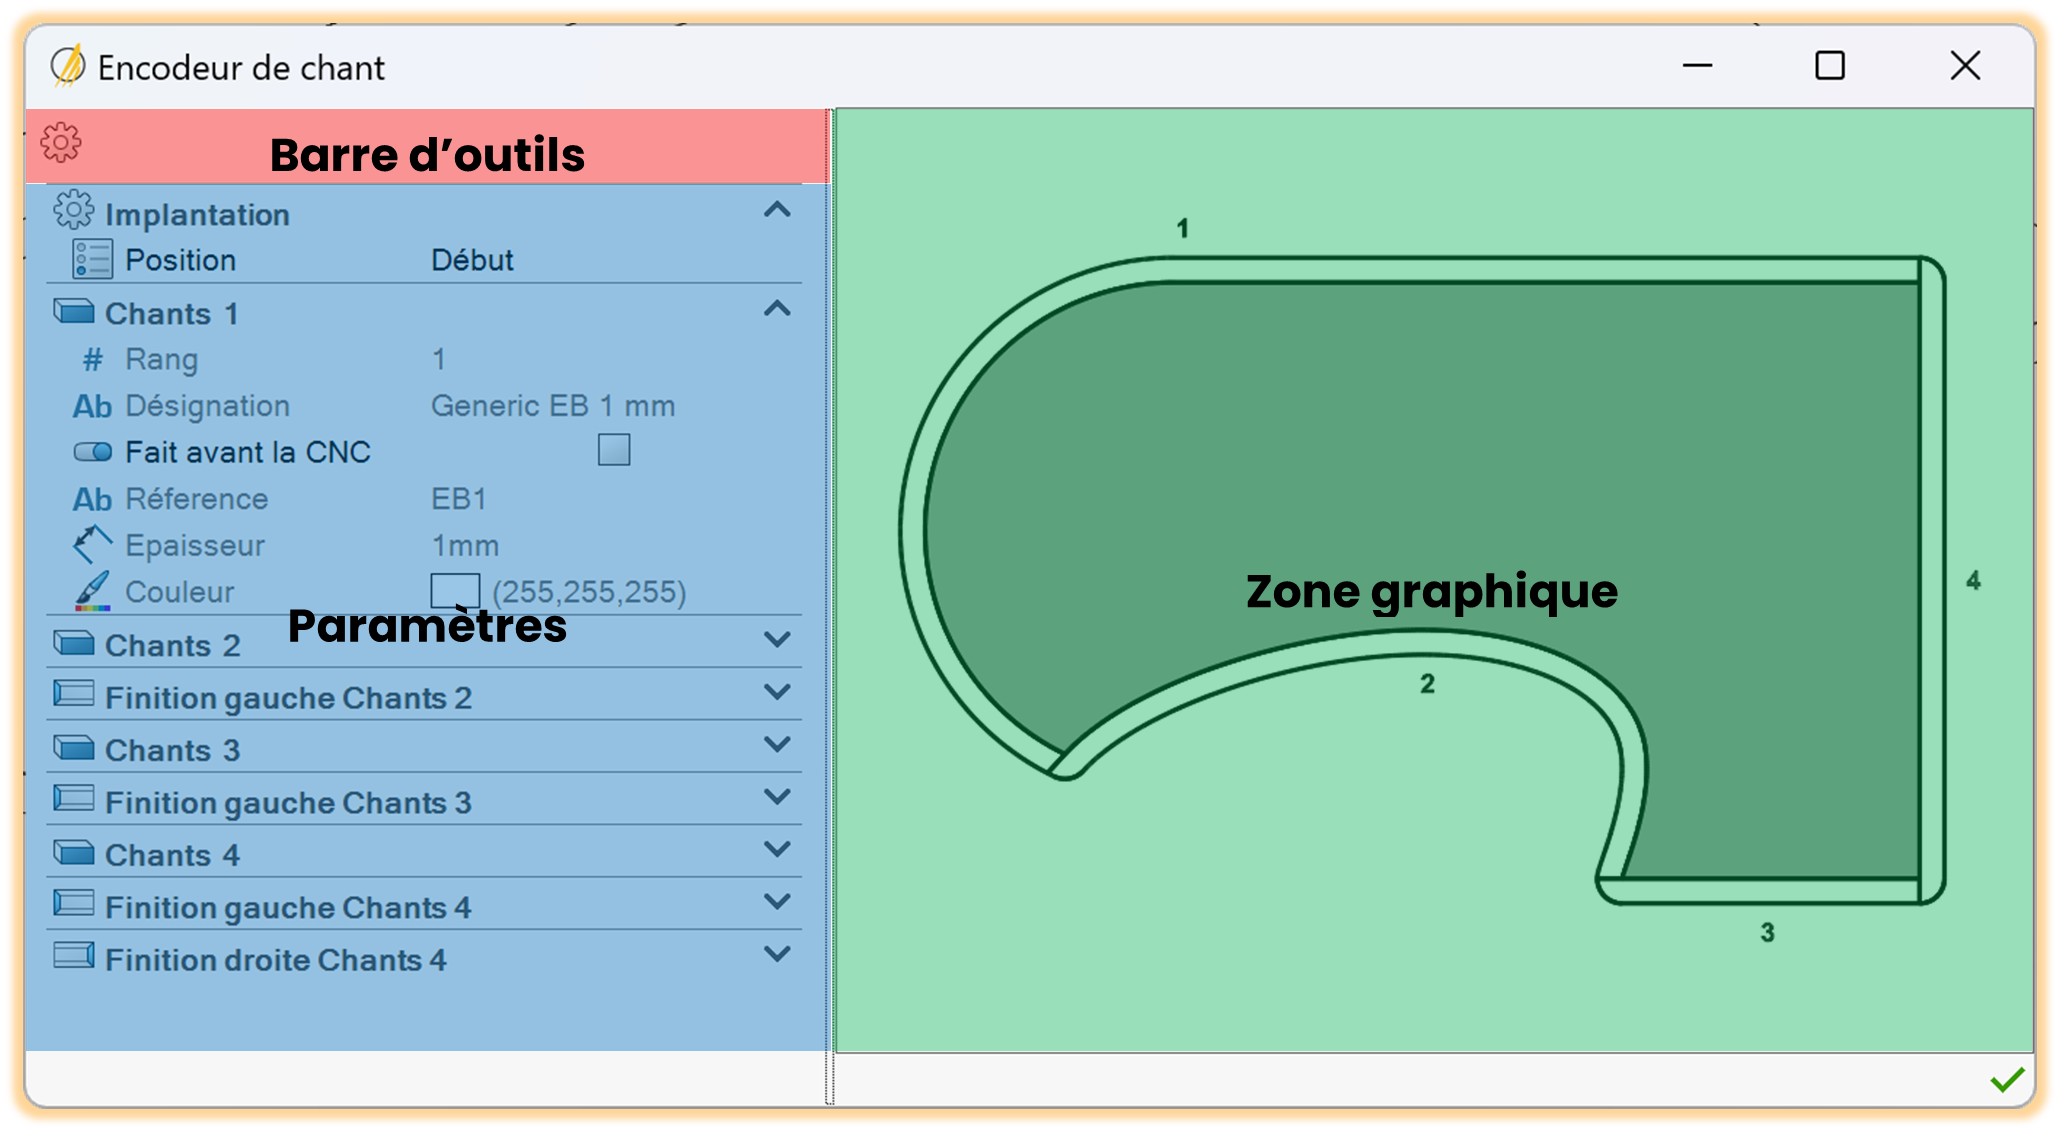 Encodeur de chant
Barre d’outils
Implantation
Position Début
Chants 1
# Rang 1
Ab Désignation Generic EB 1 mm
Fait avant la CNC
Ab Réference EB1
Epaisseur 1mm
Couleur (255,255,255)
Paramètres
Chants 2
Finition gauche Chants 2
Chants 3
Finition gauche Chants 3
Chants 4
Finition gauche Chants 4
Finition droite Chants 4
1
Zone graphique
4
2
3